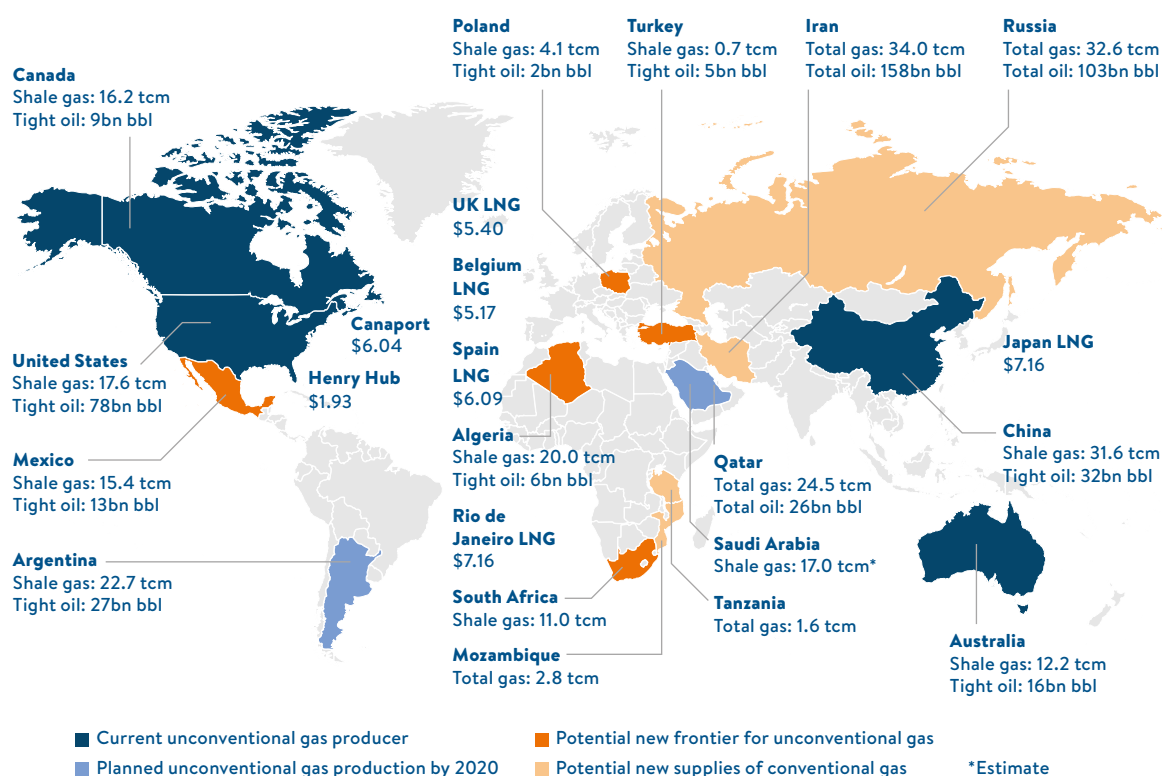 Poland
Shale gas: 4.1 tcm
Tight oil: 2bn bbl
Turkey
Shale gas: 0.7 tcm
Tight oil: 5bn bbl
Iran
Total gas: 34.0 tcm
Total oil: 158bn bbl
Russia
Total gas: 32.6 tcm
Total oil: 103bn bbl
Canada
Shale gas: 16.2 tcm
Tight oil: 9bn bbl
UK LNG
$5.40
Belgium
LNG
$5.17
Spain
LNG
$6.09
Canaport
$6.04
Henry Hub
$1.93
Japan LNG
$7.16
United States
Shale gas: 17.6 tcm
Tight oil: 78bn bbl
Mexico
Shale gas: 15.4 tcm
Tight oil: 13bn bbl
Argentina
Shale gas: 22.7 tcm
Tight oil: 27bn bbl
Algeria
Shale gas: 20.0 tcm
Tight oil: 6bn bbl
Rio de
Janeiro LNG
$7.16
South Africa
Shale gas: 11.0 tcm
Mozambique
Total gas: 2.8 tcm
Qatar
Total gas: 24.5 tcm
Total oil: 26bn bbl
Saudi Arabia
Shale gas: 17.0 tcm*
Tanzania
Total gas: 1.6 tcm
China
Shale gas: 31.6 tcm
Tight oil: 32bn bbl
Australia
Shale gas: 12.2 tcm
Tight oil: 16bn bbl
Current unconventional gas producer
Potential new frontier for unconventional gas
Planned unconventional gas production by 2020
Potential new supplies of conventional gas
*Estimate